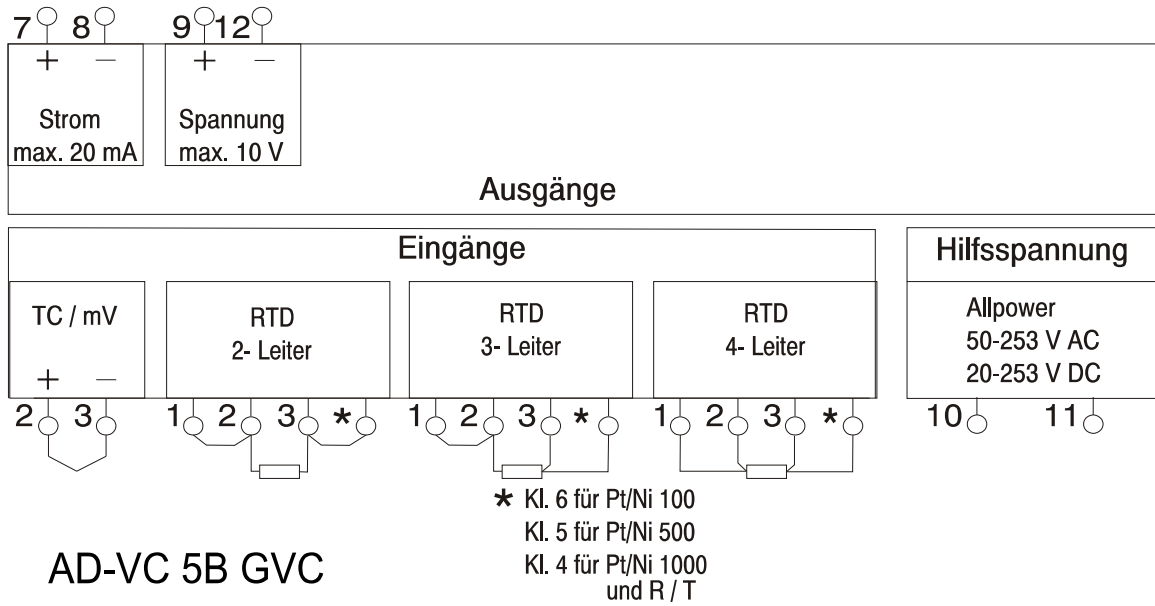 7 8 9 12
+ – + –
Strom
max. 20 mA
Spannung
max. 10 V
Ausgänge
Eingänge
Hilfsspannung
TC / mV
+ –
RTD
2- Leiter
RTD
3- Leiter
RTD
4- Leiter
Allpower
50-253 V AC
20-253 V DC
2 3 1 2 3 * 1 2 3 * 1 2 3 * 10 11
* Kl. 6 für Pt/Ni 100
Kl. 5 für Pt/Ni 500
Kl. 4 für Pt/Ni 1000
und R / T
AD-VC 5B GVC